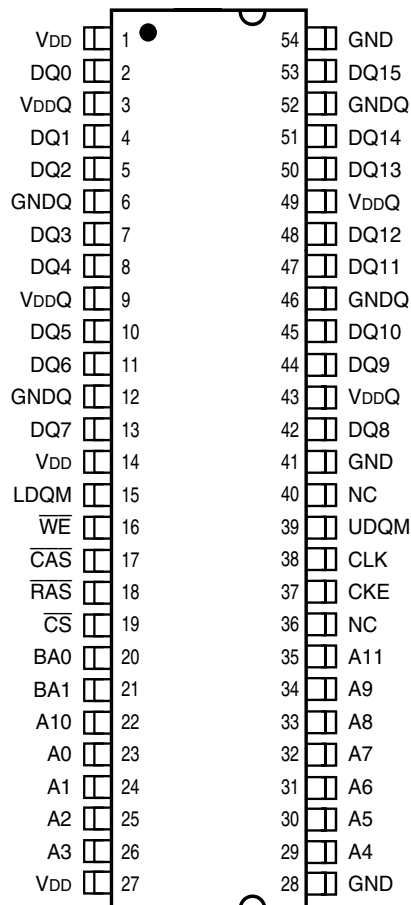 VDD 1 54 GND
DQ0 2 53 DQ15
VDDQ 3 52 GNDQ
DQ1 4 51 DQ14
DQ2 5 50 DQ13
GNDQ 6 49 VDDQ
DQ3 7 48 DQ12
DQ4 8 47 DQ11
VDDQ 9 46 GNDQ
DQ5 10 45 DQ10
DQ6 11 44 DQ9
GNDQ 12 43 VDDQ
DQ7 13 42 DQ8
VDD 14 41 GND
LDQM 15 40 NC
W̅E̅ 16 39 UDQM
C̅A̅S̅ 17 38 CLK
R̅A̅S̅ 18 37 CKE
C̅S̅ 19 36 NC
BA0 20 35 A11
BA1 21 34 A9
A10 22 33 A8
A0 23 32 A7
A1 24 31 A6
A2 25 30 A5
A3 26 29 A4
VDD 27 28 GND